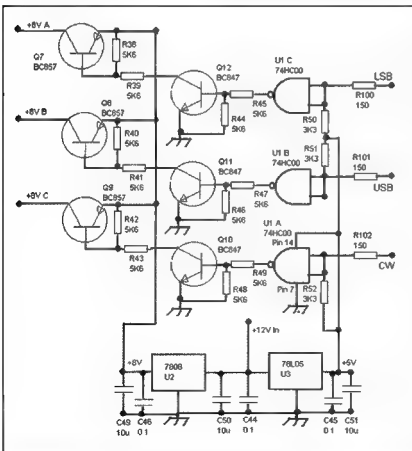 +8V A
Q7
BC857
R38
5K6
R39
5K6
Q12
BC847
R44
5K6
R45
5K6
U1 C
74HC00
LSB
R100
150
R50
3K3
+8V B
Q8
BC857
R40
5K6
R41
5K6
Q11
BC847
R46
5K6
R47
5K6
U1 B
74HC00
R51
3K3
R101
150
USB
+8V C
Q9
BC857
R42
5K6
R43
5K6
Q10
BC847
R48
5K6
R49
5K6
U1 A
74HC00
Pin 14
Pin 7
R102
150
CW
R52
3K3
+12V In
+8V
7808
U2
78L05
U3
+5V
C49
10u
C46
0.1
C50
10u
C44
0.1
C45
0.1
C51
10u